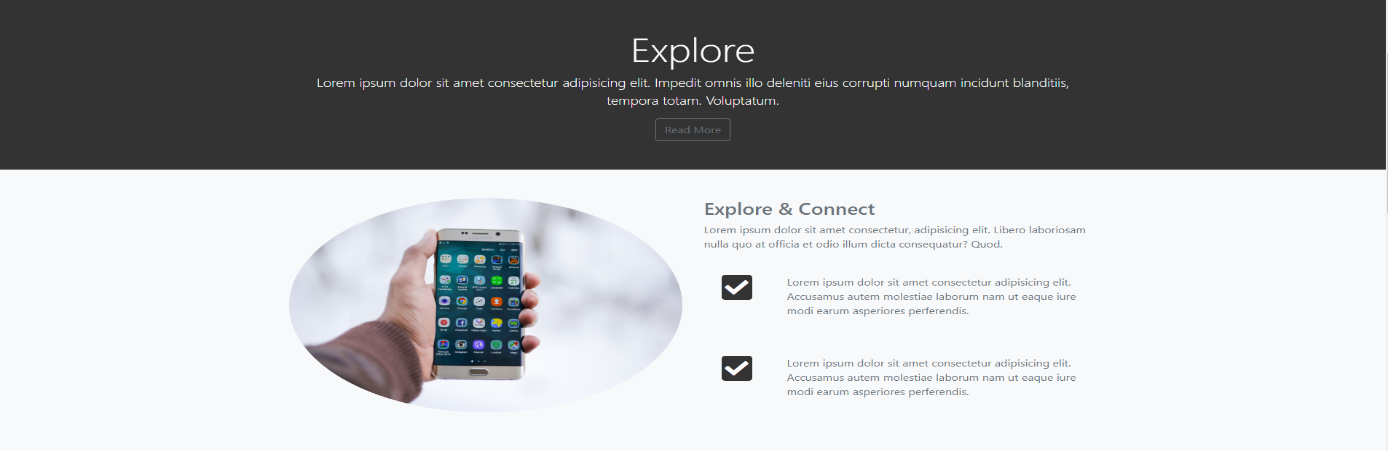 Explore
Lorem ipsum dolor sit amet consectetur adipisicing elit. Impedit omnis illo deleniti eius corrupti numquam incidunt blanditiis,
tempora totam. Voluptatum.
Read More
Explore & Connect
Lorem ipsum dolor sit amet consectetur, adipisicing elit. Libero laboriosam
nulla quo at officia et odio illum dicta consequatur? Quod.
Lorem ipsum dolor sit amet consectetur adipisicing elit.
Accusamus autem molestiae laborum nam ut eaque iure
modi earum asperiores perferendis.
Lorem ipsum dolor sit amet consectetur adipisicing elit.
Accusamus autem molestiae laborum nam ut eaque iure
modi earum asperiores perferendis.